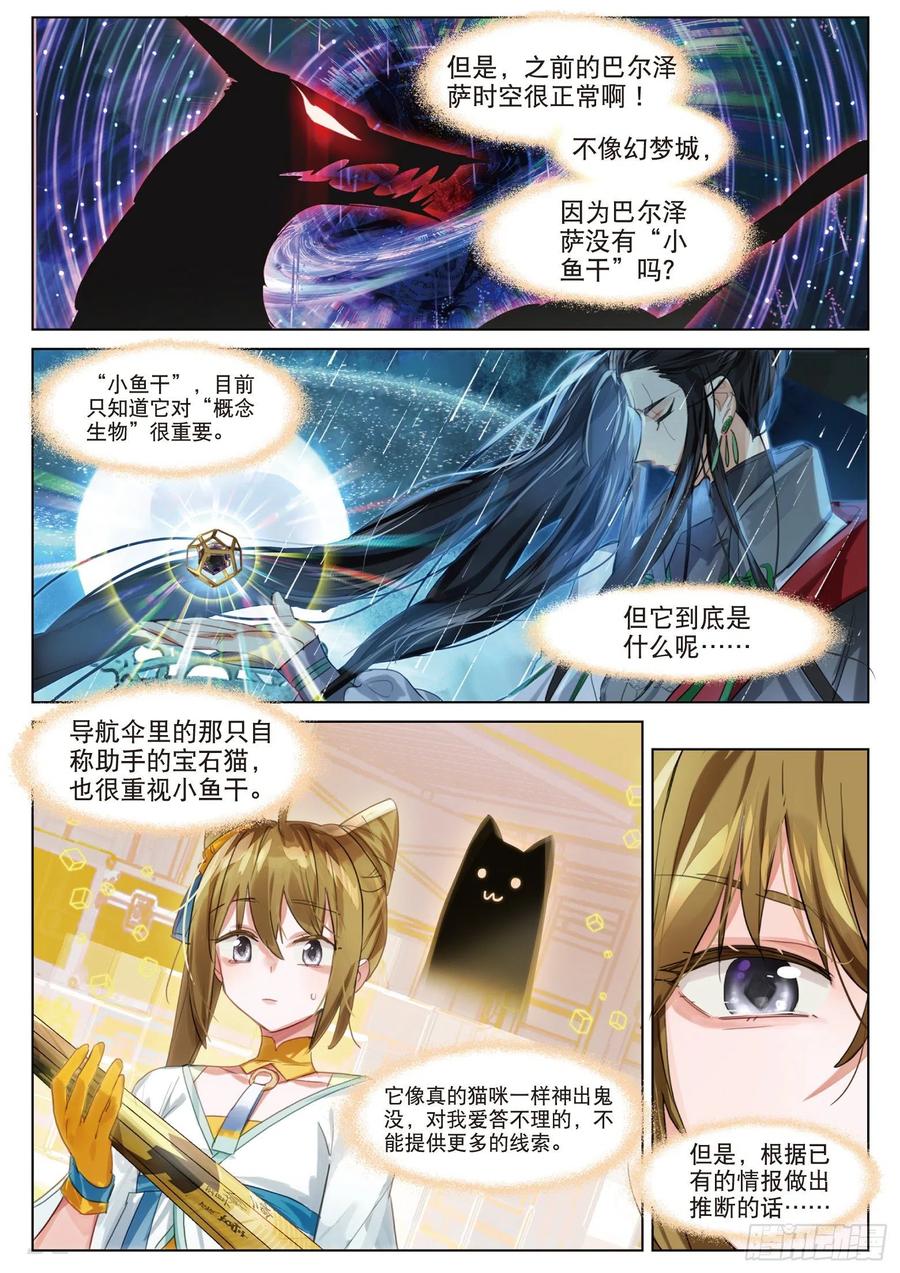 但是，之前的巴尔泽
萨时空很正常啊！
不像幻梦城，
因为巴尔泽
萨没有“小
鱼干”吗？
“小鱼干”，目前
只知道它对“概念
生物”很重要。
但它到底是
什么呢……
导航伞里的那只自
称助手的宝石猫，
也很重视小鱼干。
它像真的猫咪一样神出鬼
没，对我爱答不理的，不
能提供更多的线索。
但是，根据已
有的情报做出
推断的话……
腾讯动漫